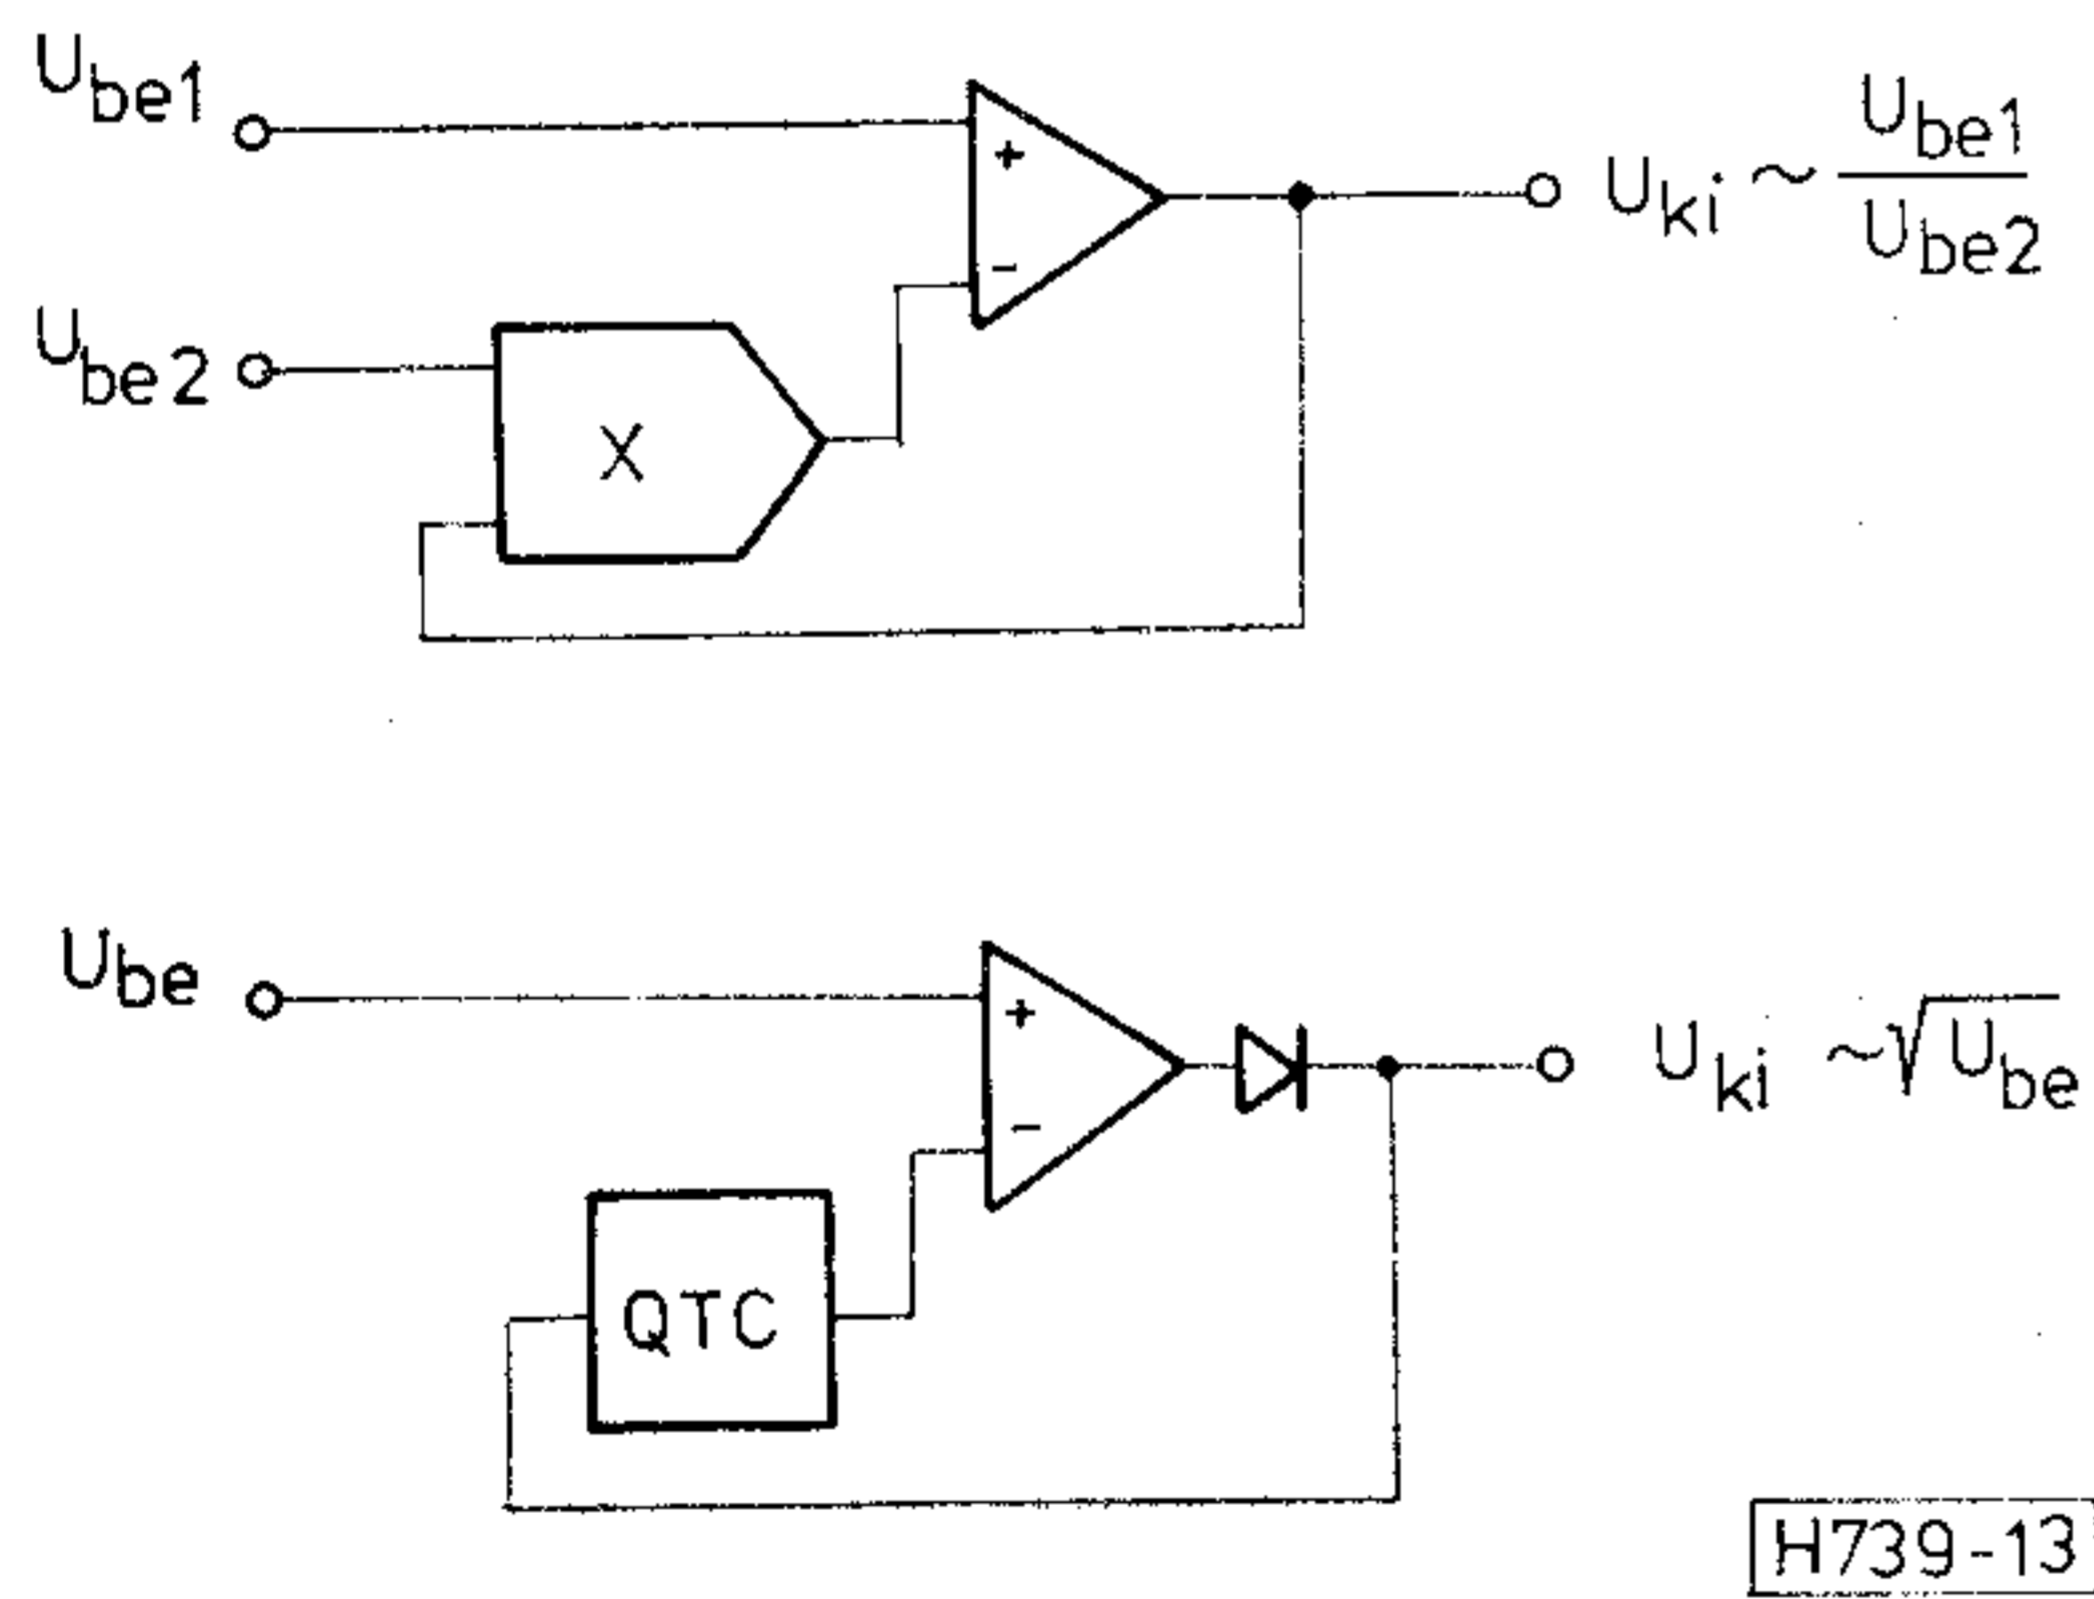 Ube1
+
-
Uki ~ Ube1
Ube2
Ube2
X
Ube
+
-
Uki ~√Ube
QTC
H739-13